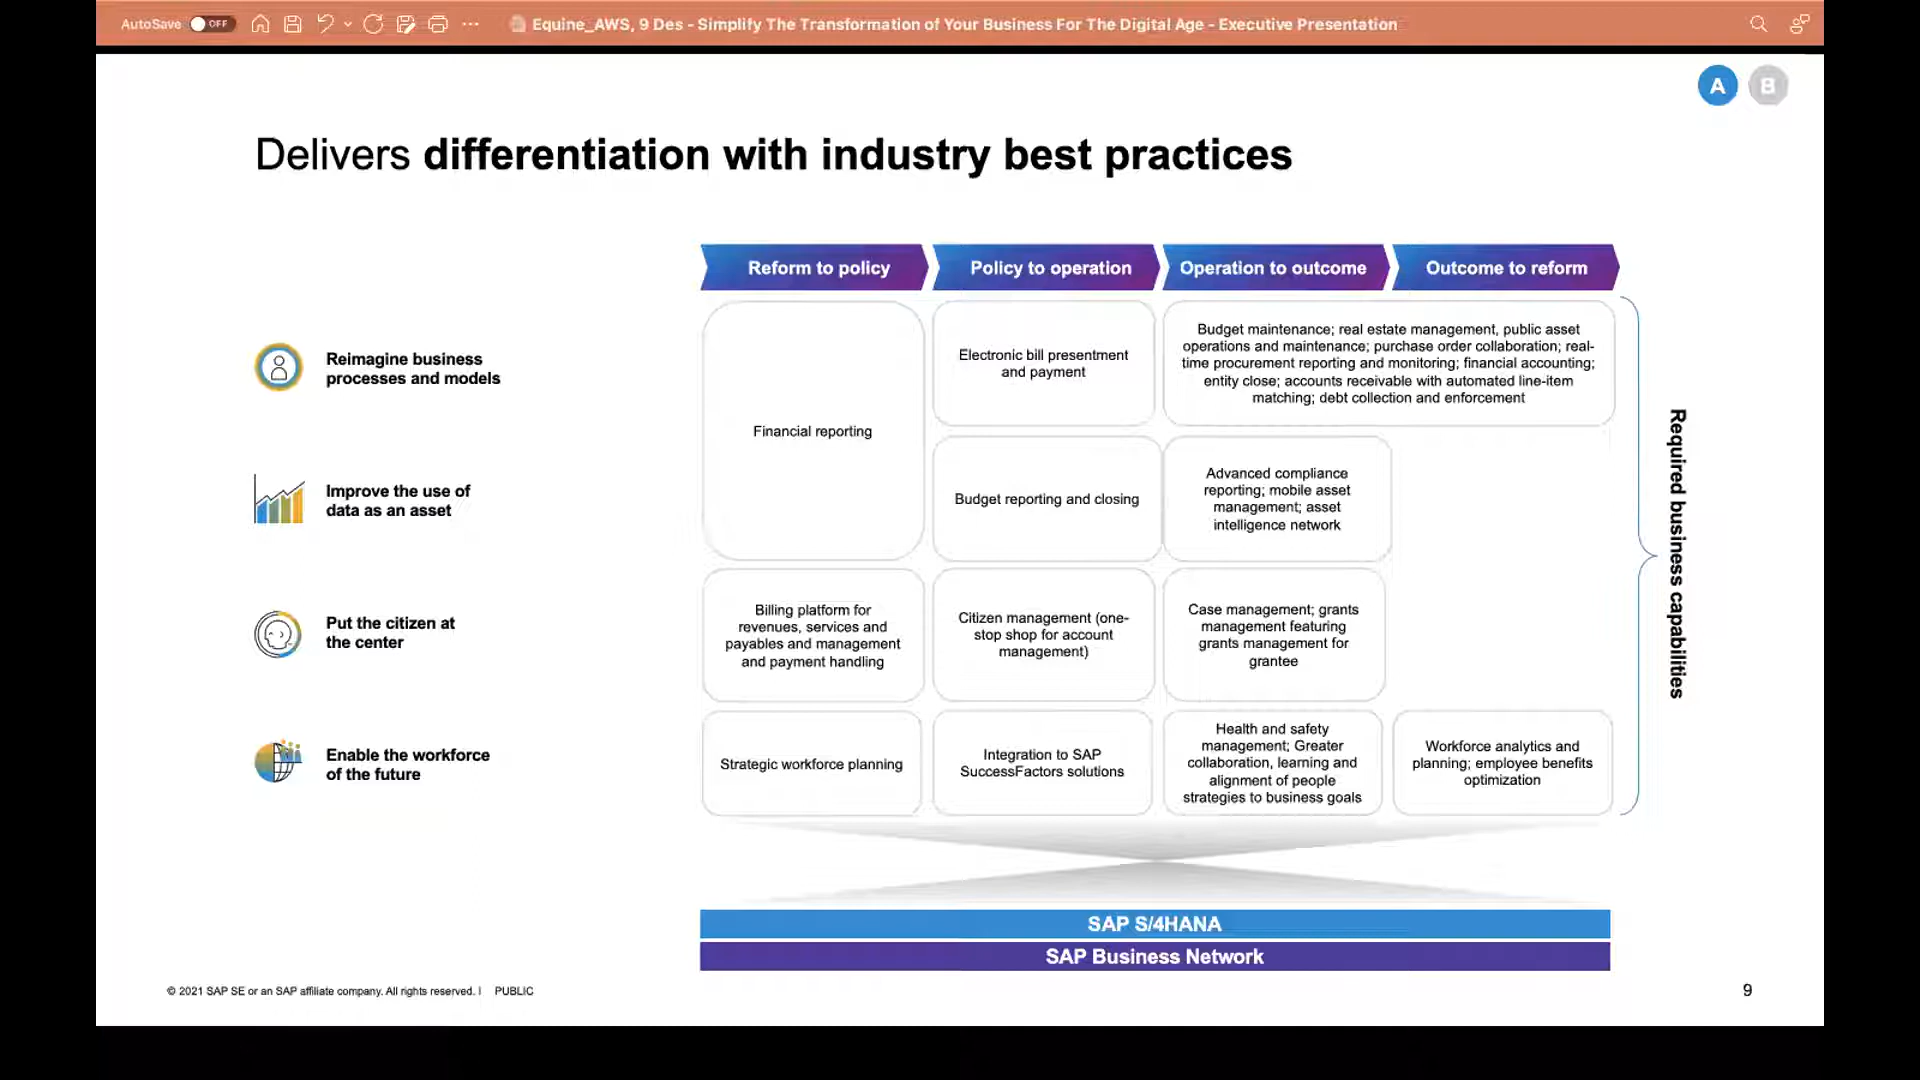 AutoSave OFF
Equine_AWS, 9 Des - Simplify The Transformation of Your Business For The Digital Age - Executive Presentation
A B
Delivers differentiation with industry best practices
Reform to policy
Policy to operation
Operation to outcome
Outcome to reform
Reimagine business
processes and models
Financial reporting
Electronic bill presentment
and payment
Budget maintenance; real estate management, public asset
operations and maintenance; purchase order collaboration; real-
time procurement reporting and monitoring; financial accounting;
entity close; accounts receivable with automated line-item
matching; debt collection and enforcement
Improve the use of
data as an asset
Budget reporting and closing
Advanced compliance
reporting; mobile asset
management; asset
intelligence network
Put the citizen at
the center
Billing platform for
revenues, services and
payables and management
and payment handling
Citizen management (one-
stop shop for account
management)
Case management; grants
management featuring
grants management for
grantee
Enable the workforce
of the future
Strategic workforce planning
Integration to SAP
SuccessFactors solutions
Health and safety
management; Greater
collaboration, learning and
alignment of people
strategies to business goals
Workforce analytics and
planning; employee benefits
optimization
Required business capabilities
SAP S/4HANA
SAP Business Network
© 2021 SAP SE or an SAP affiliate company. All rights reserved. I PUBLIC
9